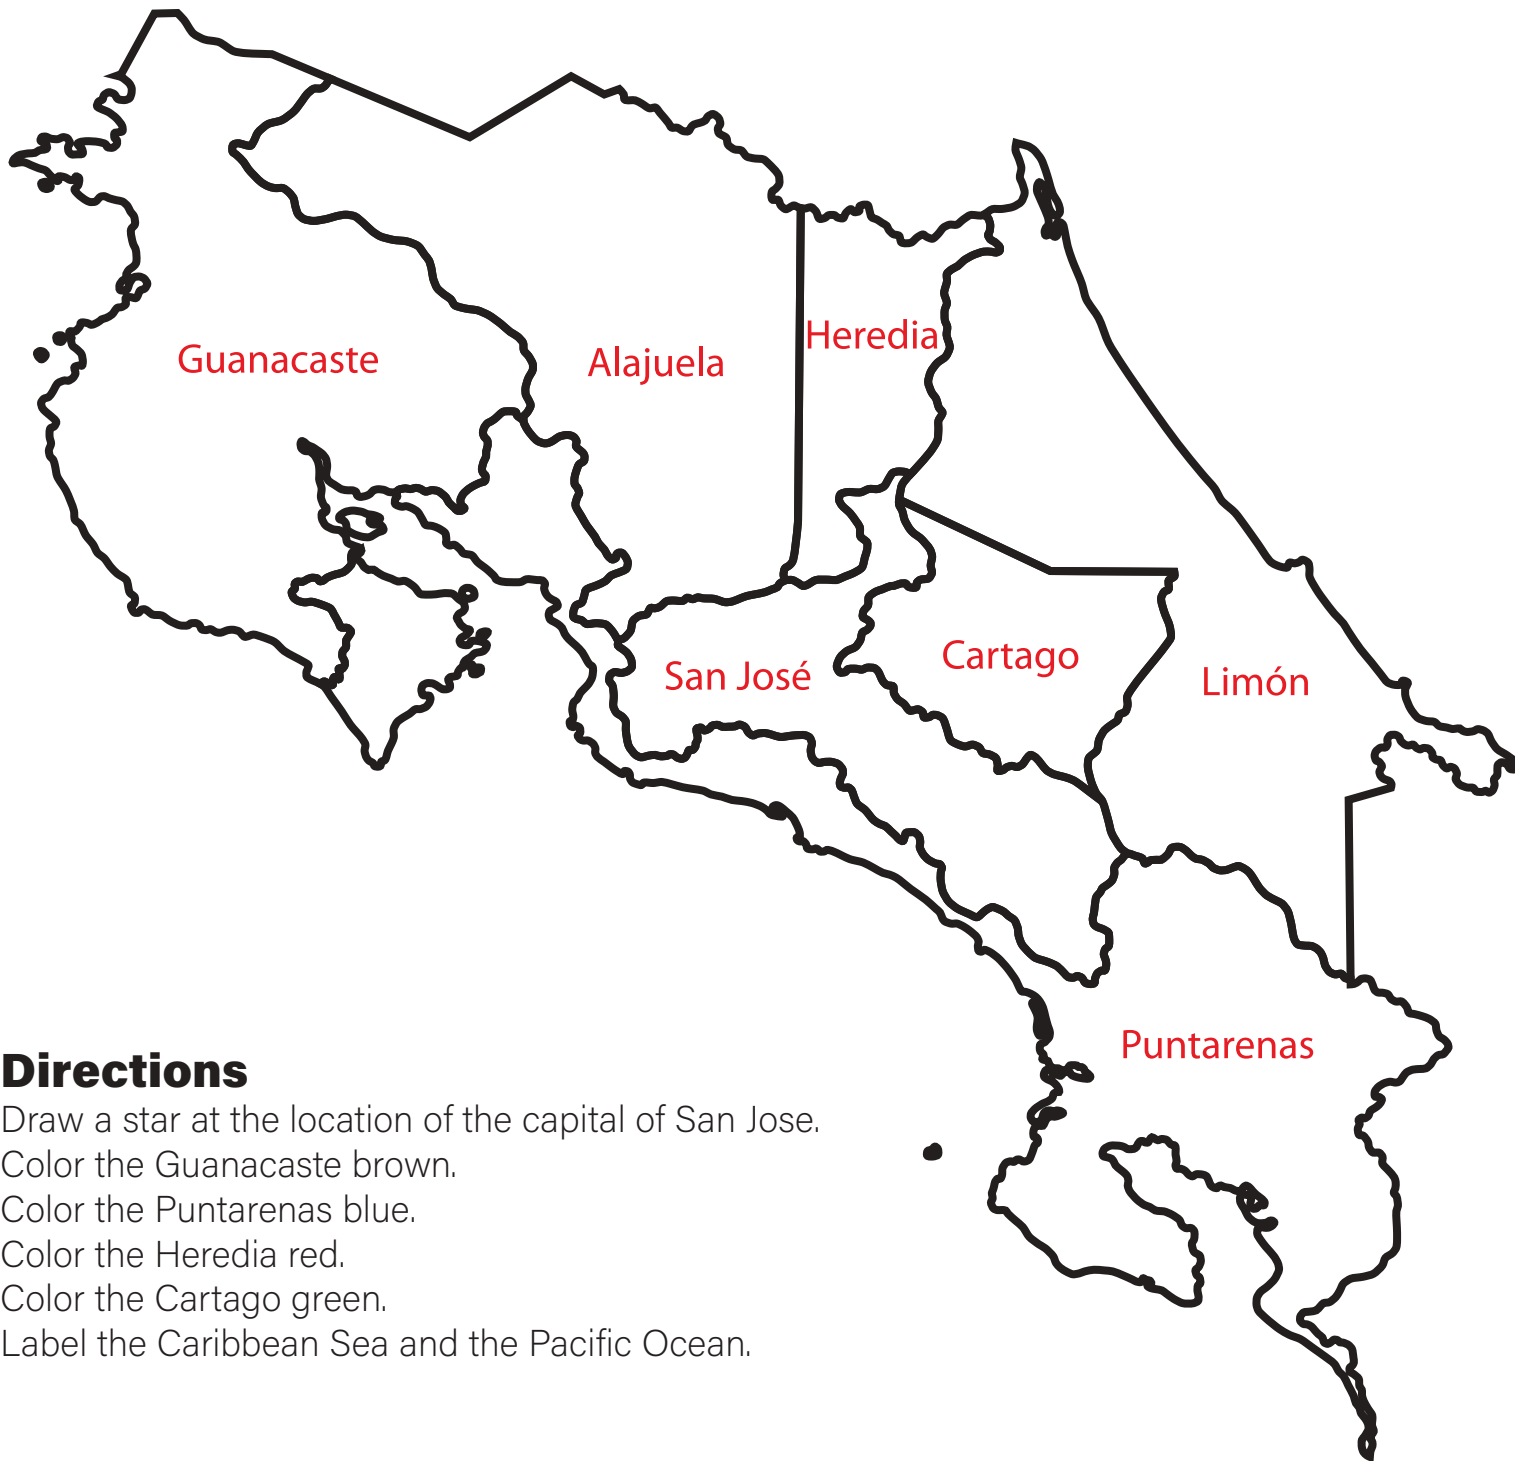 Heredia
Guanacaste
Alajuela
Cartago
San José
Limón
Puntarenas
Directions
Draw a star at the location of the capital of San Jose.
Color the Guanacaste brown.
Color the Puntarenas blue.
Color the Heredia red.
Color the Cartago green.
Label the Caribbean Sea and the Pacific Ocean.